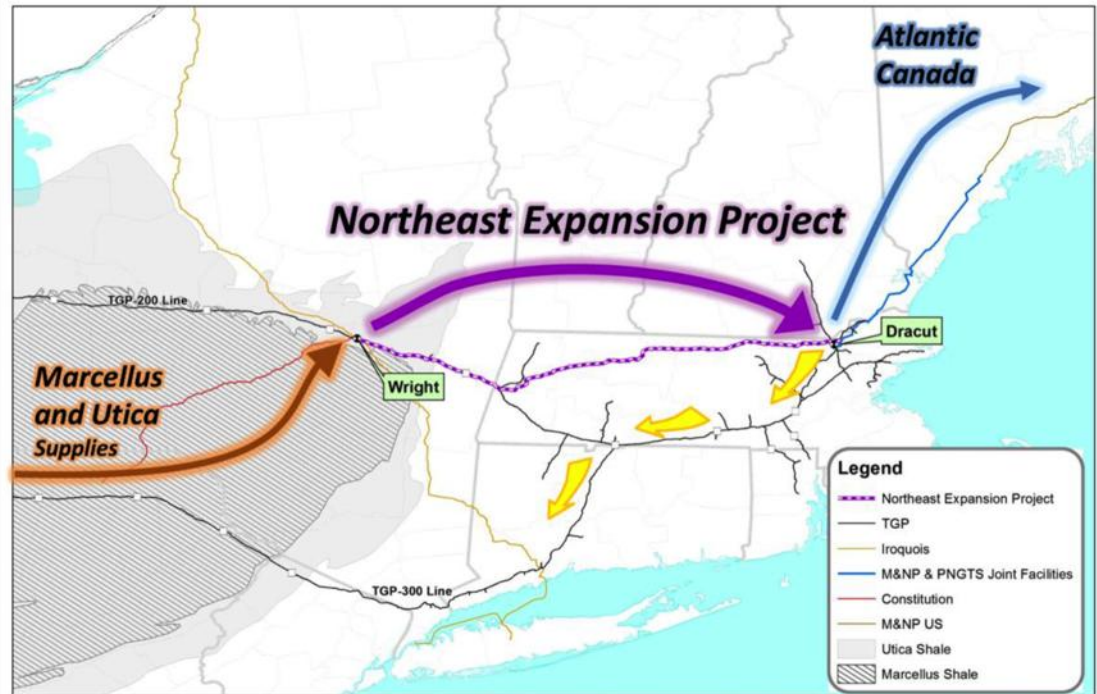 Atlantic
Canada
Northeast Expansion Project
TGP-200 Line
Dracut
Wright
Marcellus
and Utica
Supplies
TGP-300 Line
Legend
Northeast Expansion Project
TGP
Iroquois
M&NP & PNGTS Joint Facilities
Constitution
M&NP US
Utica Shale
Marcellus Shale